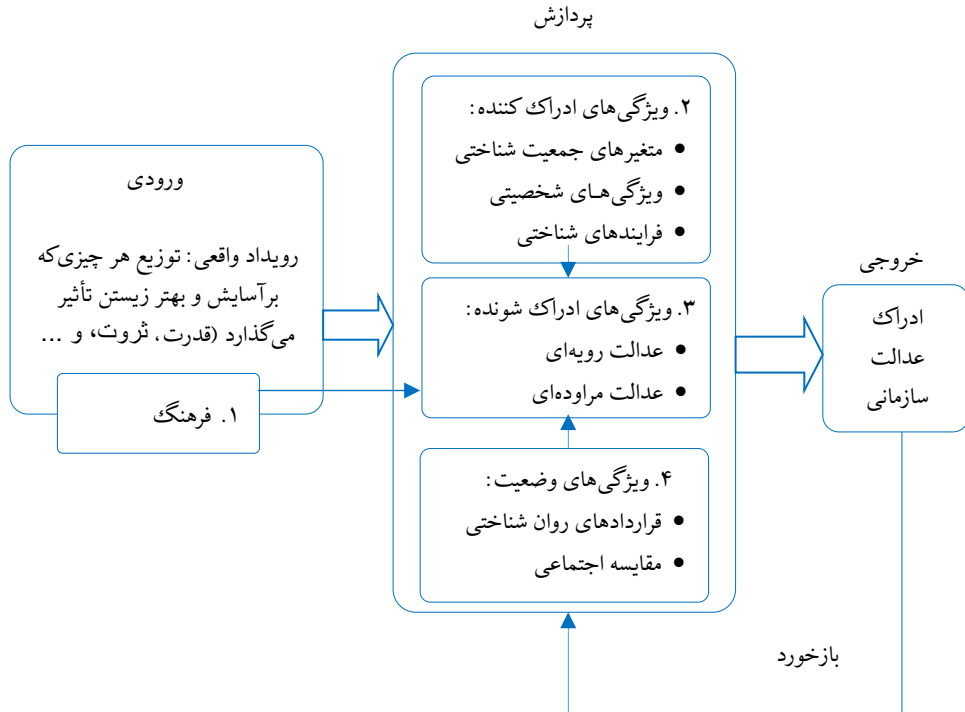 پردازش
ورودی
رویداد واقعی: توزیع هر چیزی‌که
برآسایش و بهتر زیستن تأثیر
می‌گذارد (قدرت، ثروت، و ...
۱. فرهنگ
۲. ویژگی‌های ادراک کننده:
• متغیرهای جمعیت شناختی
• ویژگی‌هـای شخصیتی
• فرایندهای شناختی
۳. ویژگی‌های ادراک شونده:
• عدالت رویه‌ای
• عدالت مراوده‌ای
۴. ویژگی‌های وضعیت:
• قراردادهای روان شناختی
• مقایسه اجتماعی
خروجی
ادراک
عدالت
سازمانی
بازخورد